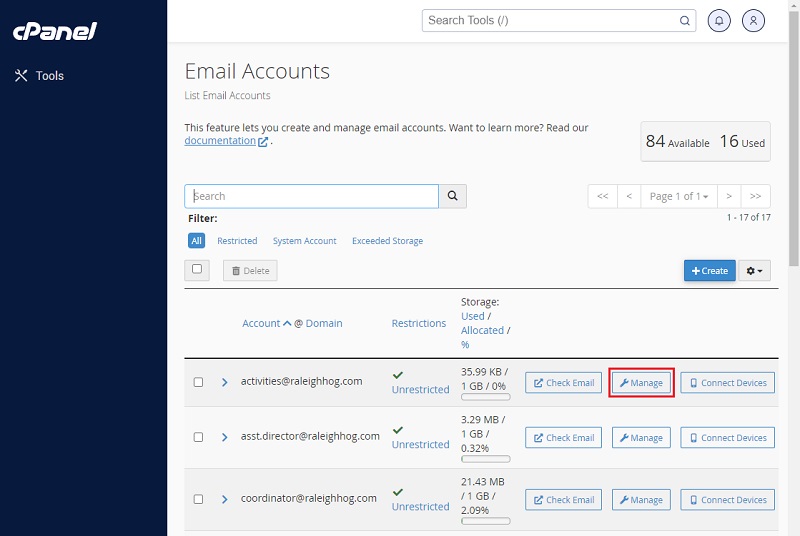 cPanel
Search Tools (/)
Tools
Email Accounts
List Email Accounts
This feature lets you create and manage email accounts. Want to learn more? Read our
documentation .
84 Available 16 Used
Search
<< < Page 1 of 1 > >>
Filter:
1 - 17 of 17
All Restricted System Account Exceeded Storage
Delete
Create
Account @ Domain
Restrictions
Storage:
Used /
Allocated /
%
activities@raleighhog.com
Unrestricted
35.99 KB /
1 GB / 0%
Check Email Manage Connect Devices
asst.director@raleighhog.com
Unrestricted
3.29 MB /
1 GB /
0.32%
Check Email Manage Connect Devices
coordinator@raleighhog.com
Unrestricted
21.43 MB
/ 1 GB /
2.09%
Check Email Manage Connect Devices